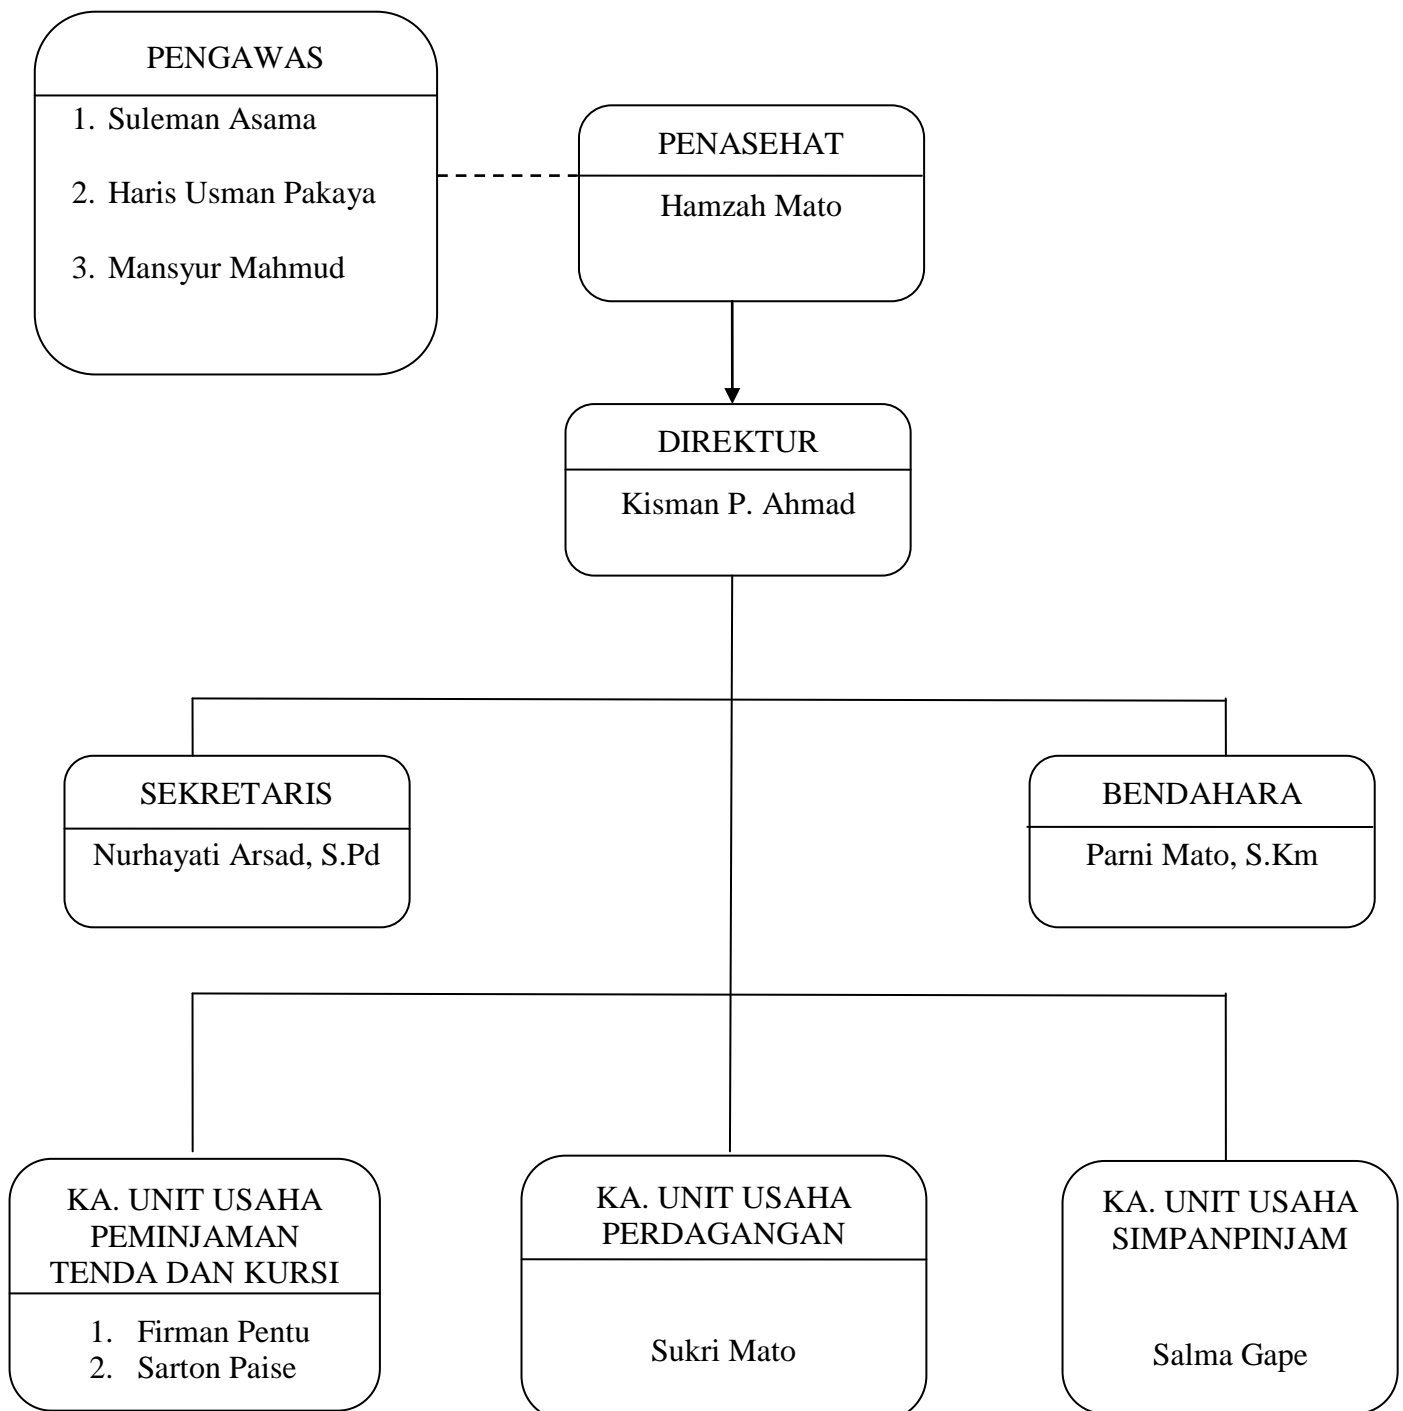 PENGAWAS
1. Suleman Asama
2. Haris Usman Pakaya
3. Mansyur Mahmud
PENASEHAT
Hamzah Mato
DIREKTUR
Kisman P. Ahmad
SEKRETARIS
Nurhayati Arsad, S.Pd
BENDAHARA
Parni Mato, S.Km
KA. UNIT USAHA
PEMINJAMAN
TENDA DAN KURSI
1. Firman Pentu
2. Sarton Paise
KA. UNIT USAHA
PERDAGANGAN
Sukri Mato
KA. UNIT USAHA
SIMPANPINJAM
Salma Gape